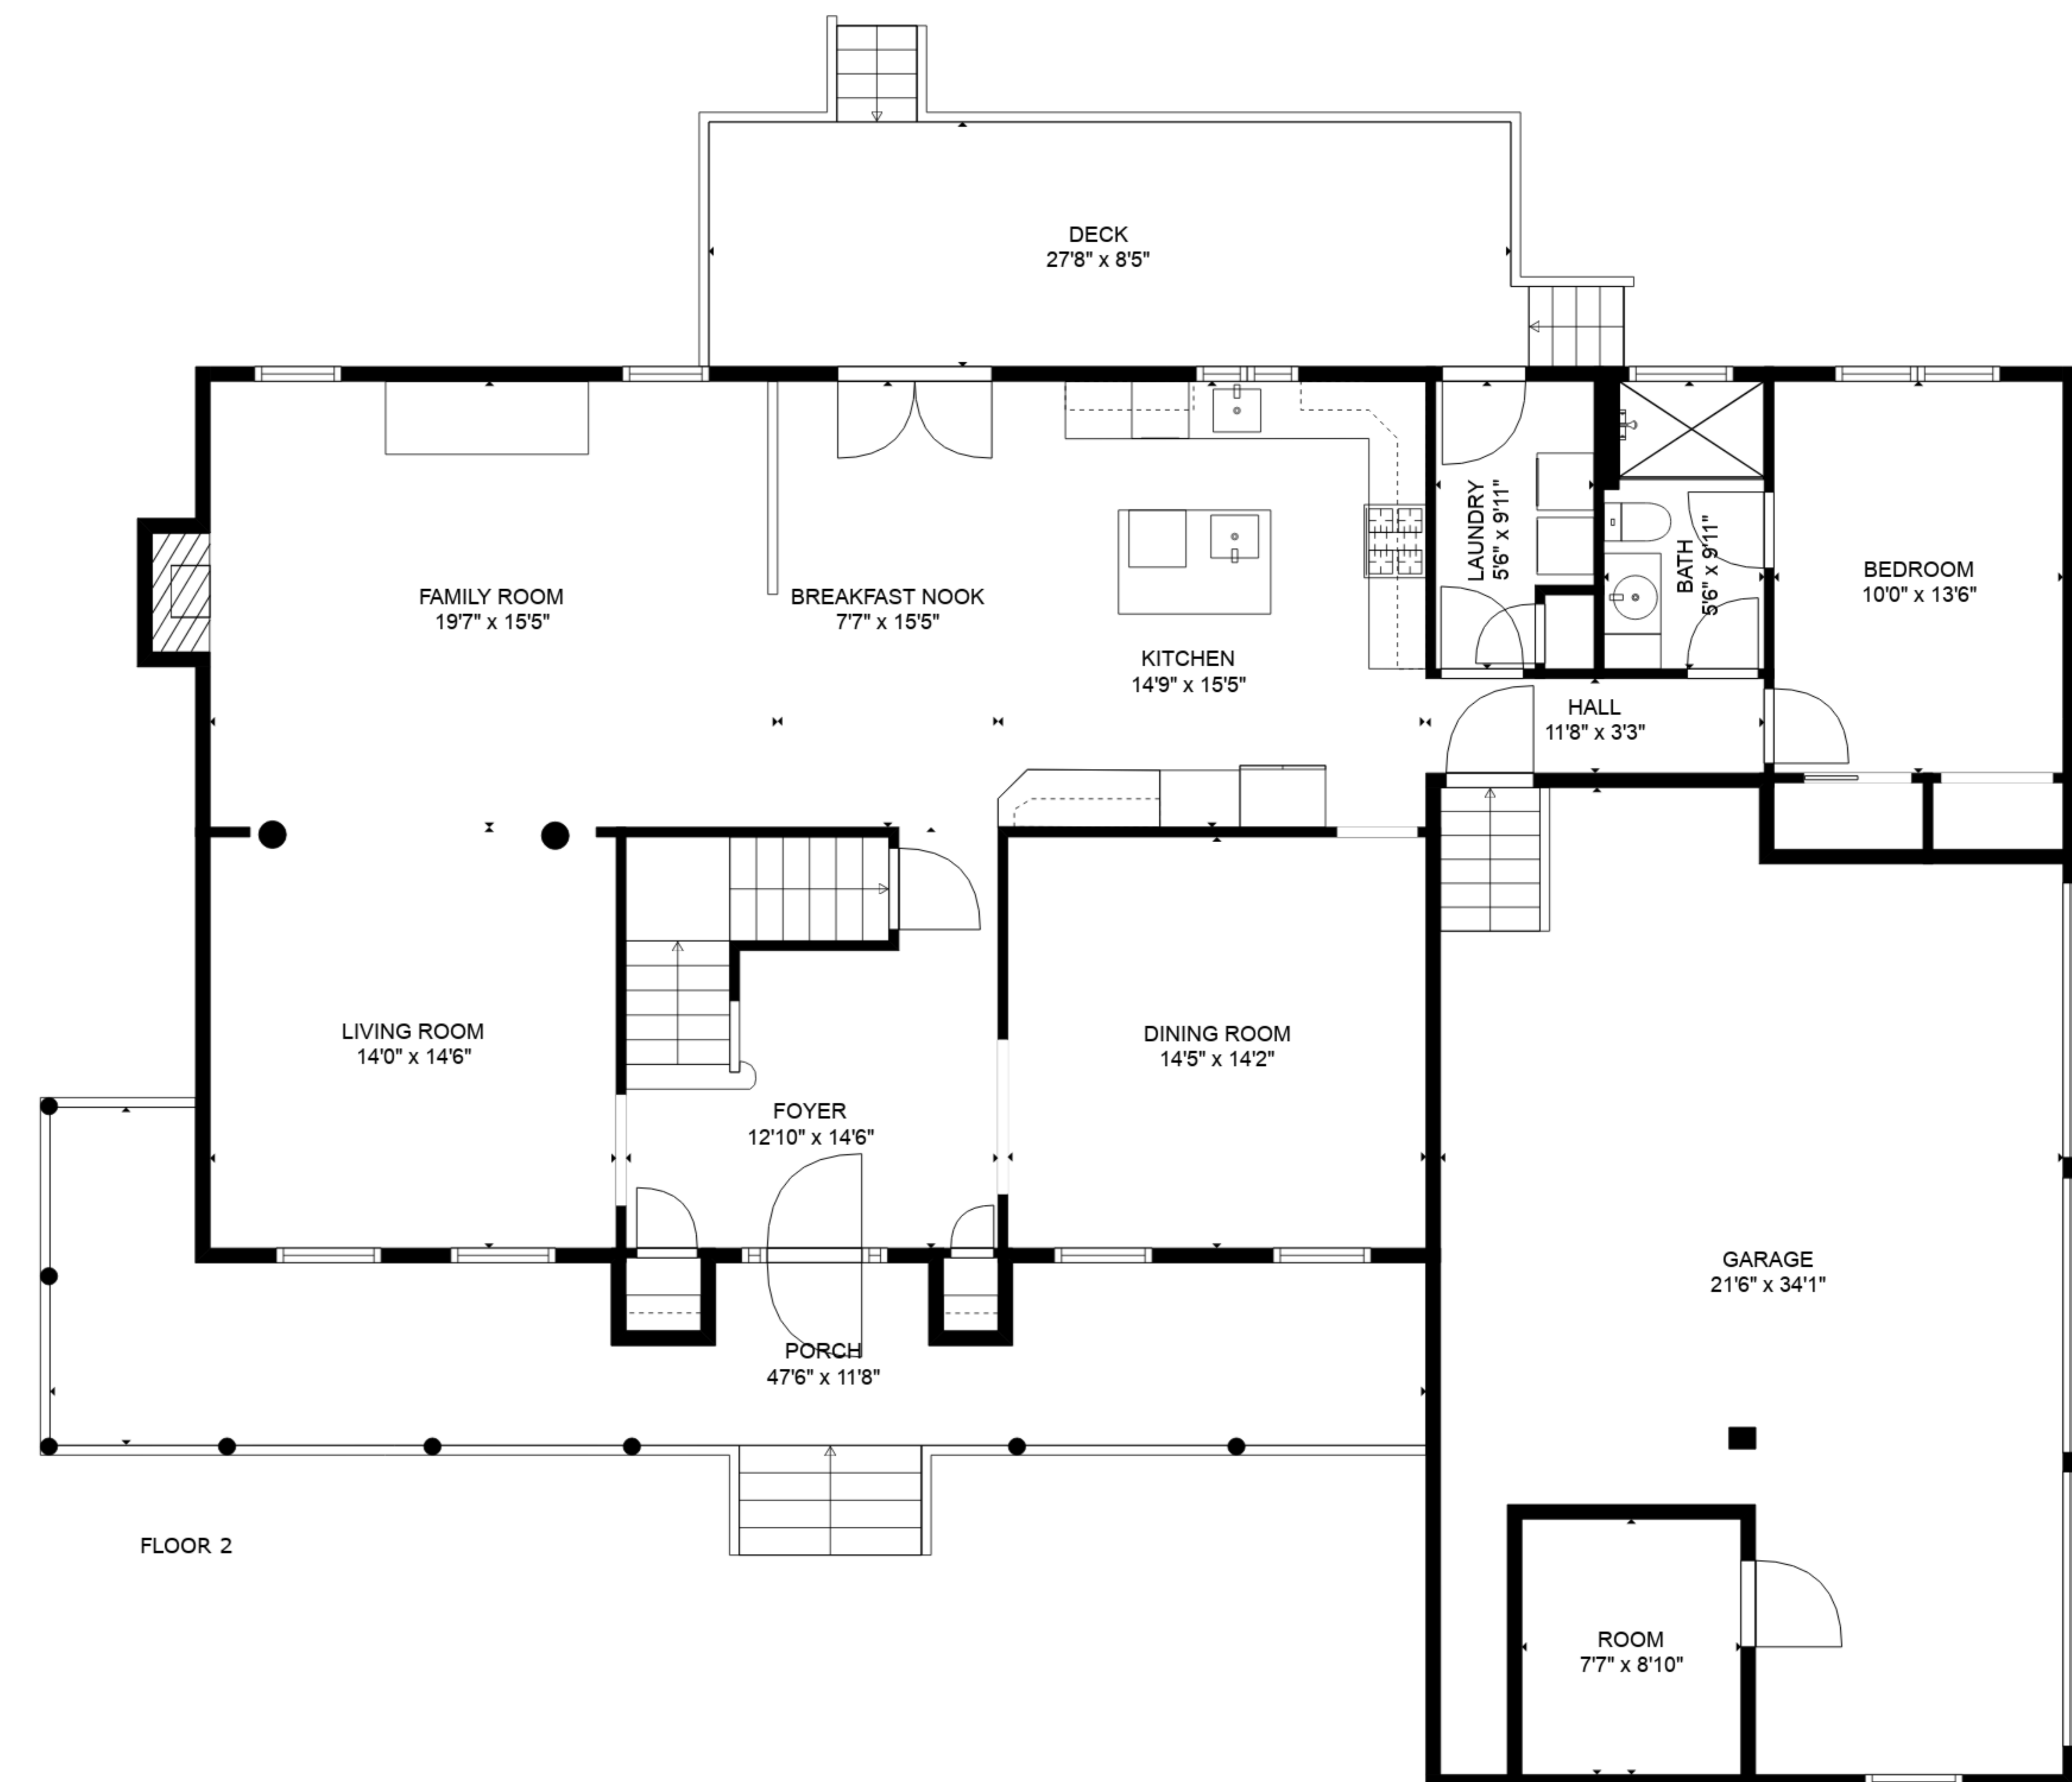 DECK
27'8" x 8'5"
FAMILY ROOM
19'7" x 15'5"
BREAKFAST NOOK
7'7" x 15'5"
KITCHEN
14'9" x 15'5"
LAUNDRY
5'6" x 9'11"
BATH
5'6" x 9'11"
BEDROOM
10'0" x 13'6"
HALL
11'8" x 3'3"
LIVING ROOM
14'0" x 14'6"
FOYER
12'10" x 14'6"
DINING ROOM
14'5" x 14'2"
GARAGE
21'6" x 34'1"
PORCH
47'6" x 11'8"
FLOOR 2
ROOM
7'7" x 8'10"